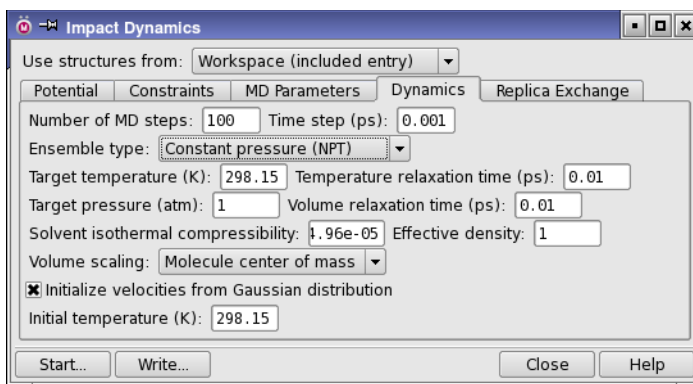 Impact Dynamics
Use structures from: Workspace (included entry)
Potential Constraints MD Parameters Dynamics Replica Exchange
Number of MD steps: 100 Time step (ps): 0.001
Ensemble type: Constant pressure (NPT)
Target temperature (K): 298.15 Temperature relaxation time (ps): 0.01
Target pressure (atm): 1 Volume relaxation time (ps): 0.01
Solvent isothermal compressibility: .96e-05 Effective density: 1
Volume scaling: Molecule center of mass
Initialize velocities from Gaussian distribution
Initial temperature (K): 298.15
Start... Write... Close Help